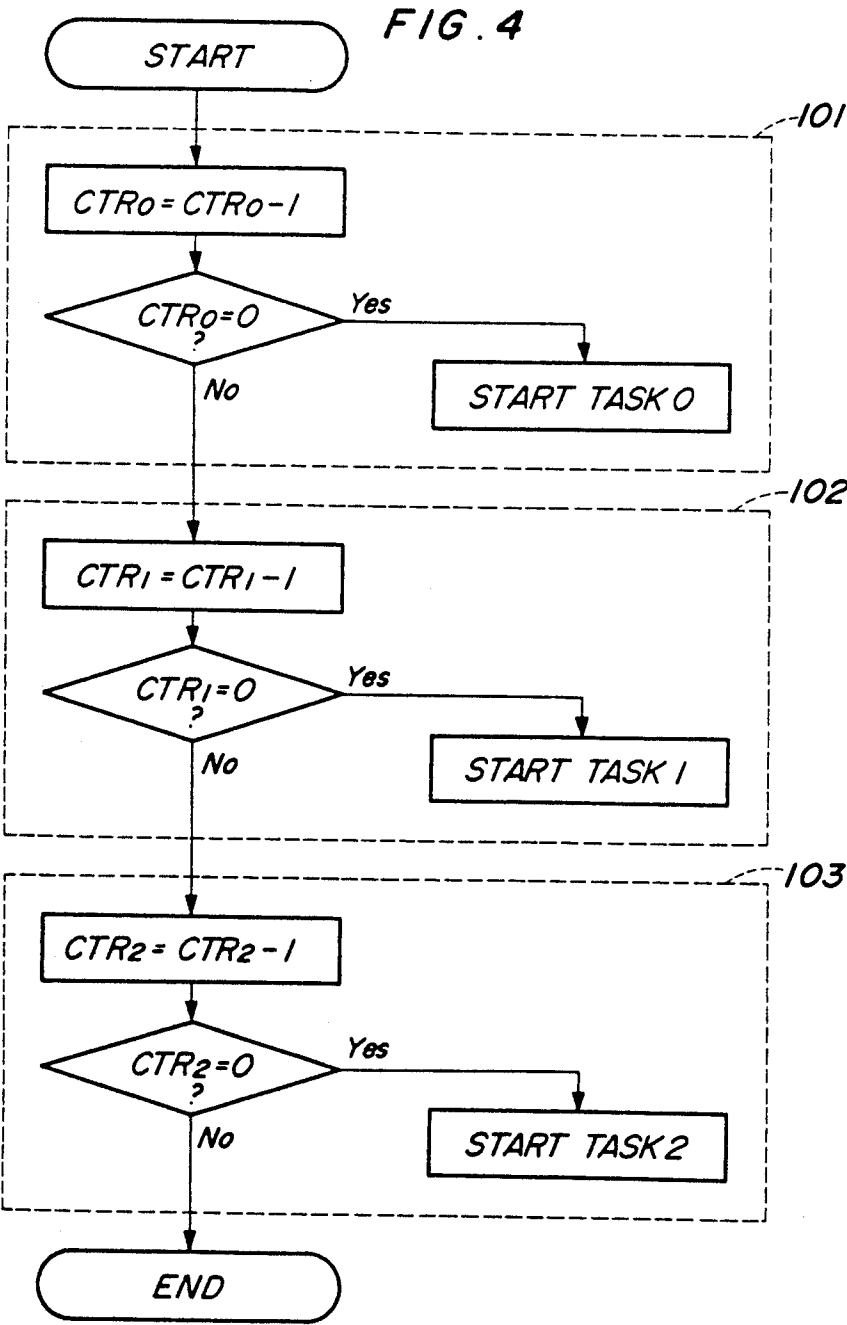 FIG. 4
START
101
CTR0 = CTR0 - 1
CTR0 = 0
?
Yes
No
START TASK 0
102
CTR1 = CTR1 - 1
CTR1 = 0
?
Yes
No
START TASK 1
103
CTR2 = CTR2 - 1
CTR2 = 0
?
Yes
No
START TASK 2
END